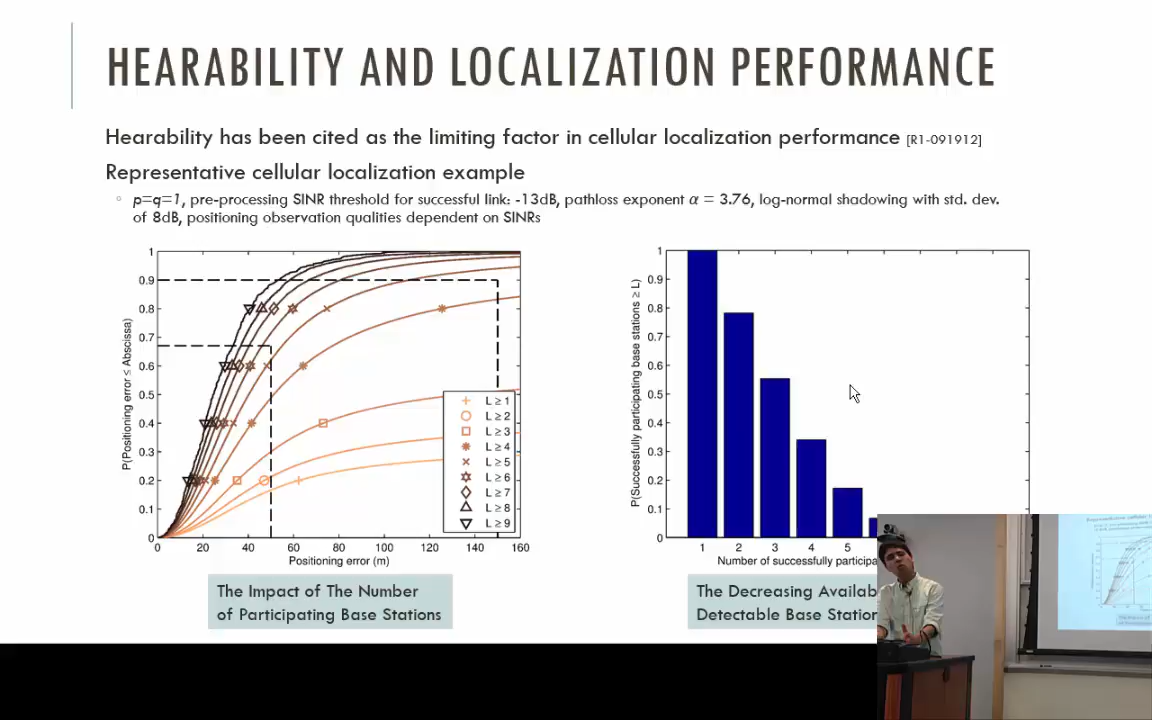 HEARABILITY AND LOCALIZATION PERFORMANCE
Hearability has been cited as the limiting factor in cellular localization performance [R1-091912]
Representative cellular localization example
◦ p=q=1, pre-processing SINR threshold for successful link: -13dB, pathloss exponent α = 3.76, log-normal shadowing with std. dev.
of 8dB, positioning observation qualities dependent on SINRs
P(Positioning error ≤ Abscissa)
1
0.9
0.8
0.7
0.6
0.5
0.4
0.3
0.2
0.1
0
0 20 40 60 80 100 120 140 160
Positioning error (m)
L ≥ 1
L ≥ 2
L ≥ 3
L ≥ 4
L ≥ 5
L ≥ 6
L ≥ 7
L ≥ 8
L ≥ 9
The Impact of The Number
of Participating Base Stations
P(Successfully participating base stations ≥ L)
1
0.9
0.8
0.7
0.6
0.5
0.4
0.3
0.2
0.1
0
1 2 3 4 5
Number of successfully participa
The Decreasing Availab
Detectable Base Station